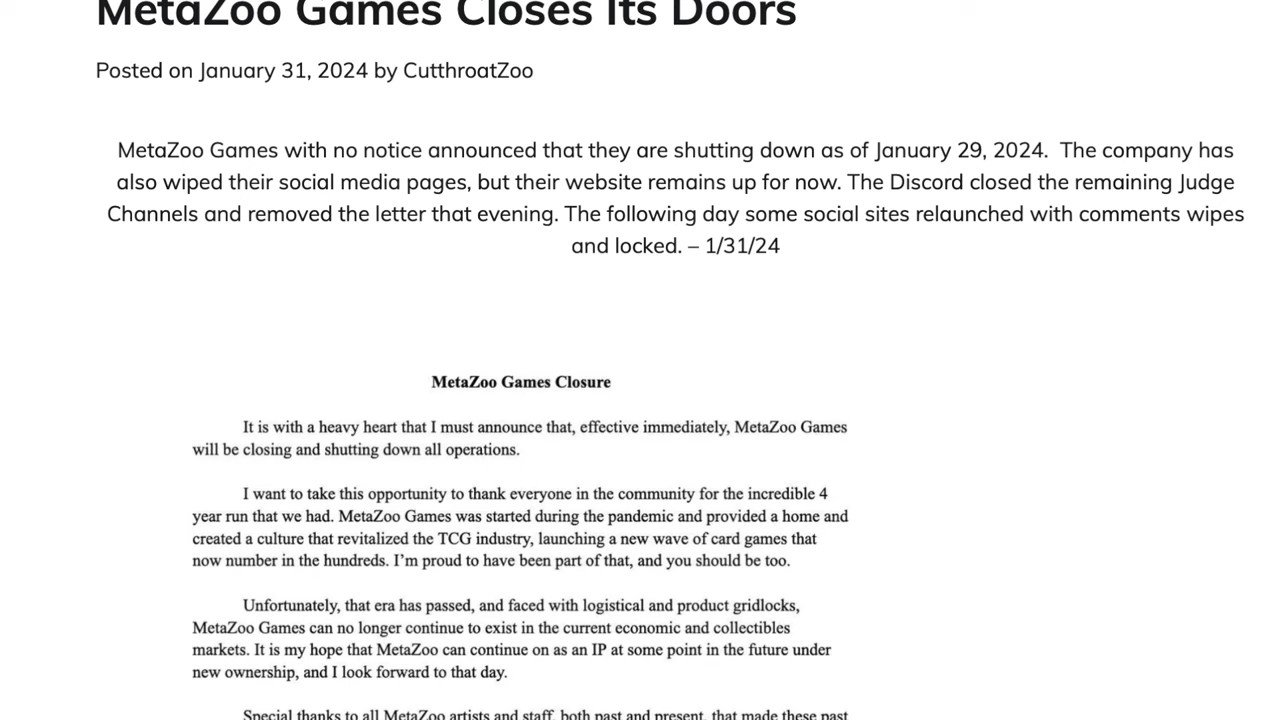 MetaZoo Games Closes Its Doors
Posted on January 31, 2024 by CutthroatZoo
MetaZoo Games with no notice announced that they are shutting down as of January 29, 2024.  The company has
also wiped their social media pages, but their website remains up for now. The Discord closed the remaining Judge
Channels and removed the letter that evening. The following day some social sites relaunched with comments wipes
and locked. – 1/31/24
MetaZoo Games Closure
It is with a heavy heart that I must announce that, effective immediately, MetaZoo Games
will be closing and shutting down all operations.
I want to take this opportunity to thank everyone in the community for the incredible 4
year run that we had. MetaZoo Games was started during the pandemic and provided a home and
created a culture that revitalized the TCG industry, launching a new wave of card games that
now number in the hundreds. I’m proud to have been part of that, and you should be too.
Unfortunately, that era has passed, and faced with logistical and product gridlocks,
MetaZoo Games can no longer continue to exist in the current economic and collectibles
markets. It is my hope that MetaZoo can continue on as an IP at some point in the future under
new ownership, and I look forward to that day.
Special thanks to all MetaZoo artists and staff, both past and present, that made these past